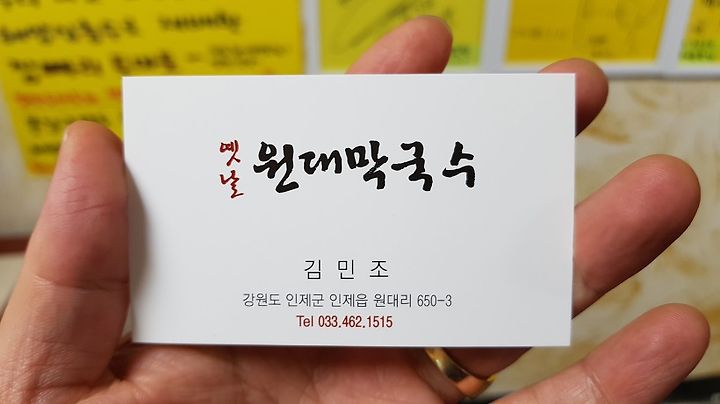 옛날 원대막국수
김 민 조
강원도 인제군 인제읍 원대리 650-3
Tel 033.462.1515